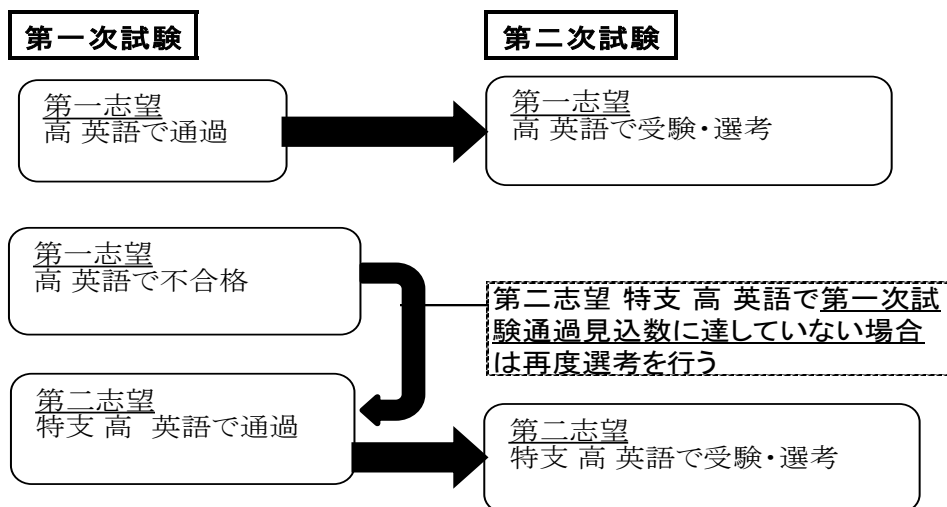 第一次試験
第二次試験
第一志望
高 英語で通過
第一志望
高 英語で受験・選考
第一志望
高 英語で不合格
第二志望 特支 高 英語で第一次試
験通過見込数に達していない場合
は再度選考を行う
第二志望
特支 高 英語で通過
第二志望
特支 高 英語で受験・選考